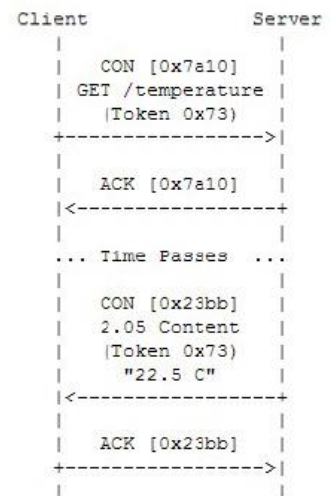 Client Server
CON [0x7a10]
GET /temperature
(Token 0x73)
ACK [0x7a10]
... Time Passes ...
CON [0x23bb]
2.05 Content
(Token 0x73)
"22.5 C"
ACK [0x23bb]